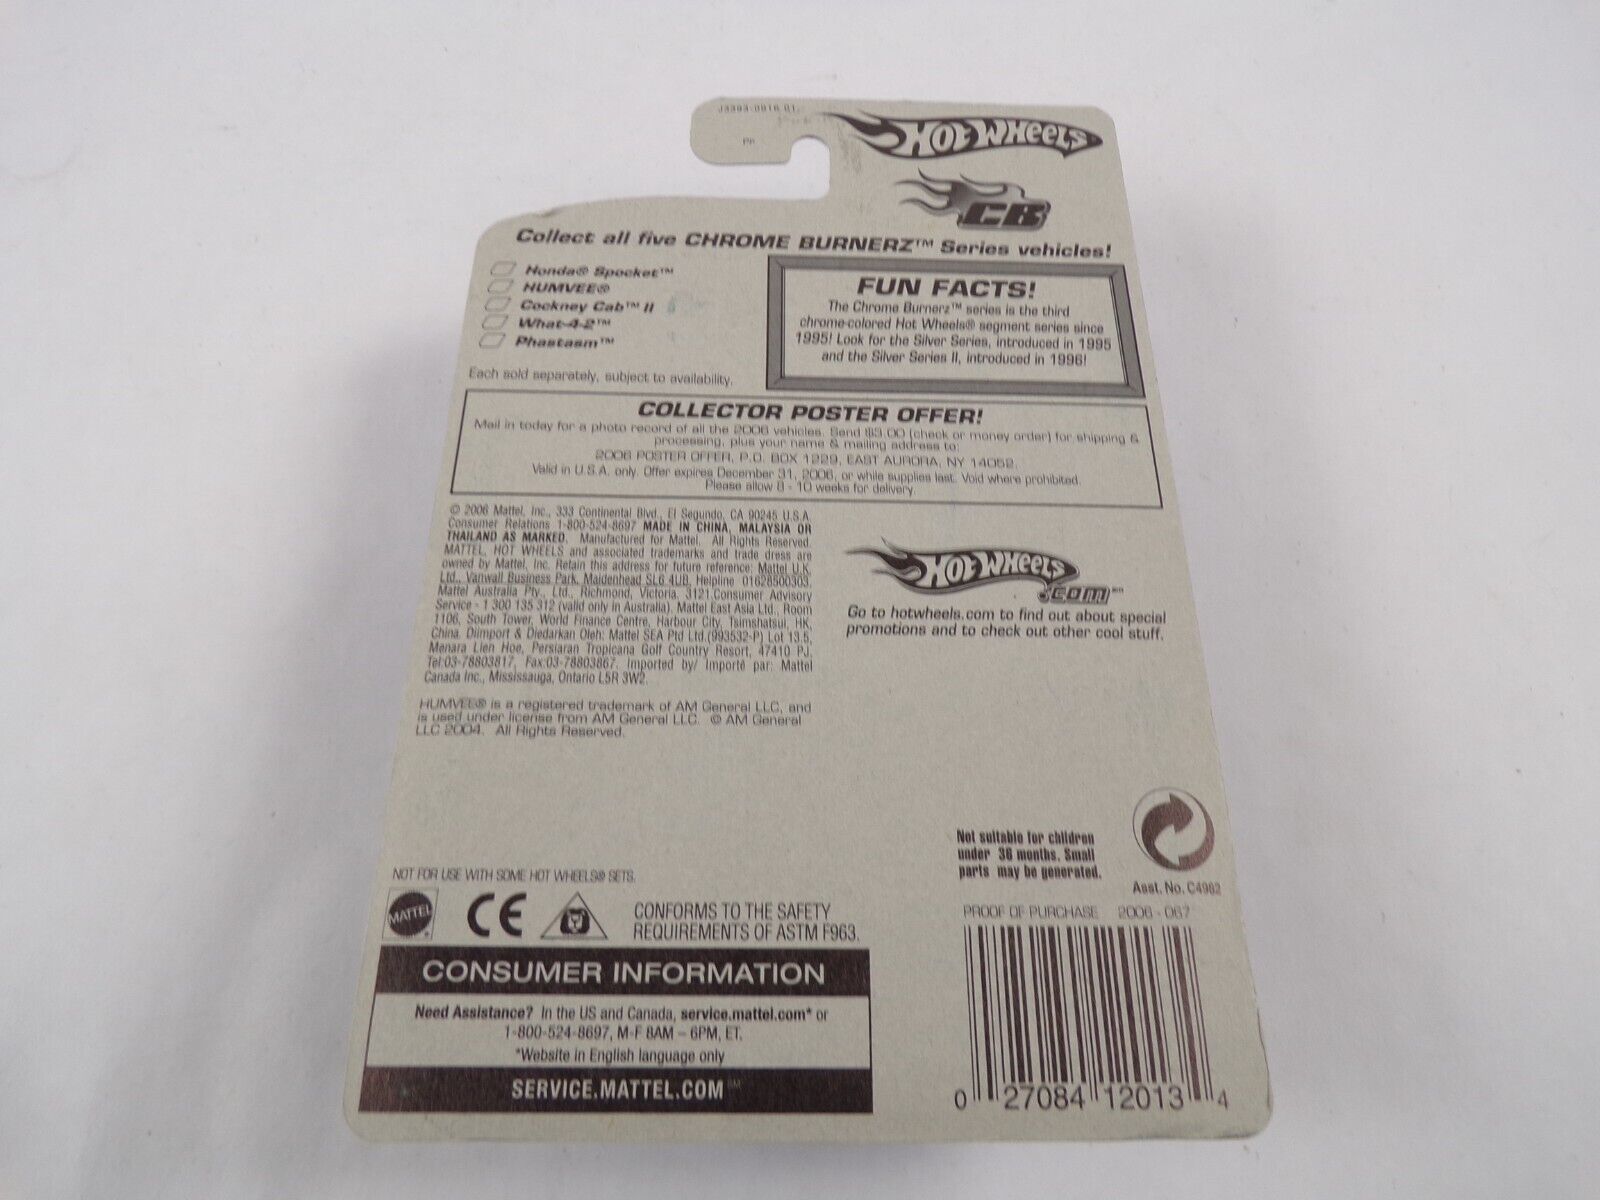 J3393-0816 01.
PP
HOT WHEELS
CB
Collect all five CHROME BURNERZ™ Series vehicles!
Honda® Spocket™
HUMVEE®
Cockney Cab™ II
What-4-2™
Phastasm™
Each sold separately, subject to availability.
FUN FACTS!
The Chrome Burnerz™ series is the third
chrome-colored Hot Wheels® segment series since
1995! Look for the Silver Series, introduced in 1995
and the Silver Series II, introduced in 1996!
COLLECTOR POSTER OFFER!
Mail in today for a photo record of all the 2006 vehicles. Send $3.00 (check or money order) for shipping &
processing, plus your name & mailing address to:
2006 POSTER OFFER, P.O. BOX 1229, EAST AURORA, NY 14052.
Valid in U.S.A. only. Offer expires December 31, 2006, or while supplies last. Void where prohibited.
Please allow 8 - 10 weeks for delivery.
© 2006 Mattel, Inc., 333 Continental Blvd., El Segundo, CA 90245 U.S.A.
Consumer Relations 1-800-524-8697 MADE IN CHINA, MALAYSIA OR
THAILAND AS MARKED. Manufactured for Mattel. All Rights Reserved.
MATTEL, HOT WHEELS and associated trademarks and trade dress are
owned by Mattel, Inc. Retain this address for future reference: Mattel U.K.
Ltd., Vanwall Business Park, Maidenhead SL6 4UB. Helpline 01628500303.
Mattel Australia Pty., Ltd., Richmond, Victoria. 3121.Consumer Advisory
Service - 1 300 135 312 (valid only in Australia). Mattel East Asia Ltd., Room
1106, South Tower, World Finance Centre, Harbour City, Tsimshatsui, HK,
China. Diimport & Diedarkan Oleh: Mattel SEA Ptd Ltd.(993532-P) Lot 13.5,
Menara Lien Hoe, Persiaran Tropicana Golf Country Resort, 47410 PJ.
Tel:03-78803817, Fax:03-78803867. Imported by/ Importé par: Mattel
Canada Inc., Mississauga, Ontario L5R 3W2.
HUMVEE® is a registered trademark of AM General LLC, and
is used under license from AM General LLC. © AM General
LLC 2004. All Rights Reserved.
HOT WHEELS
.com℠
Go to hotwheels.com to find out about special
promotions and to check out other cool stuff.
Not suitable for children
under 36 months. Small
parts may be generated.
Asst. No. C4982
NOT FOR USE WITH SOME HOT WHEELS® SETS.
MATTEL®
CE
CONFORMS TO THE SAFETY
REQUIREMENTS OF ASTM F963.
CONSUMER INFORMATION
Need Assistance? In the US and Canada, service.mattel.com* or
1-800-524-8697, M-F 8AM – 6PM, ET.
*Website in English language only
SERVICE.MATTEL.COM℠
PROOF OF PURCHASE 2006 - 067
0 27084 12013 4